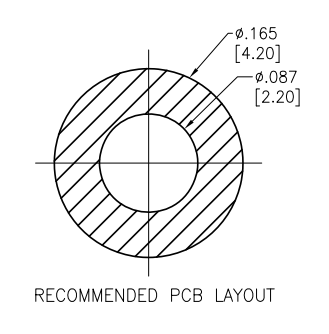 ø.165
[4.20]
ø.087
[2.20]
RECOMMENDED PCB LAYOUT